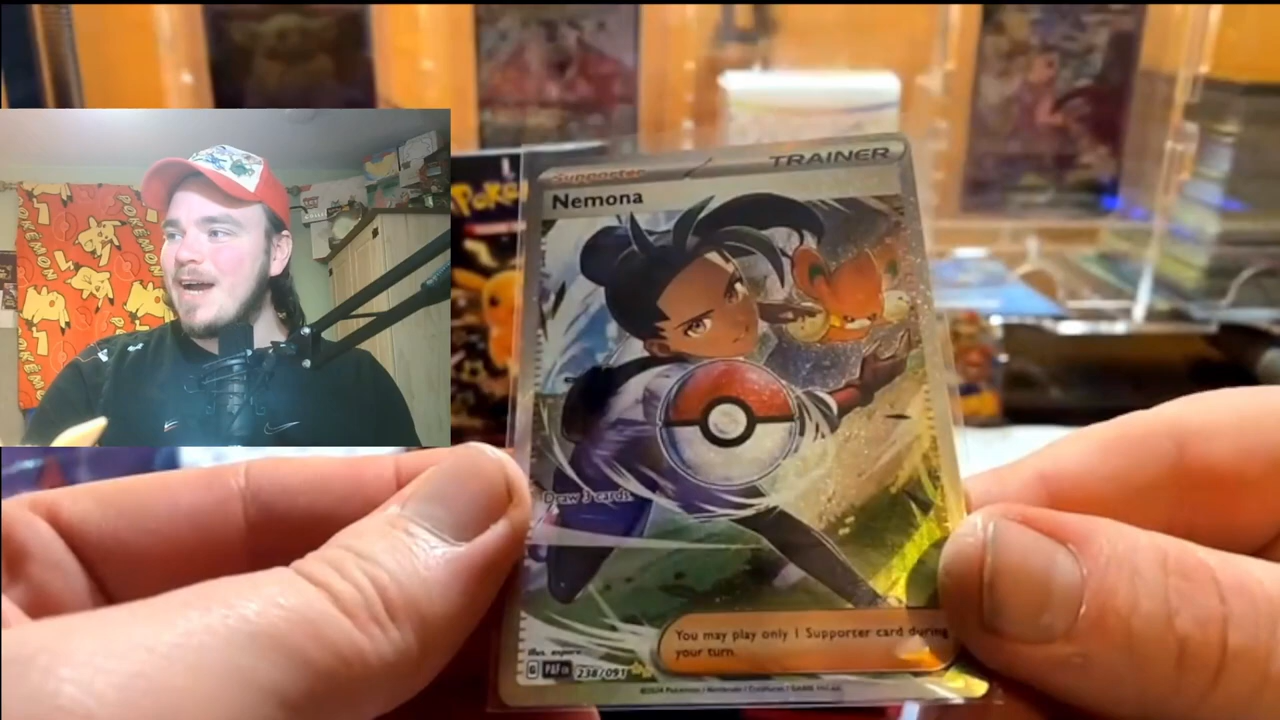 Supporter
TRAINER
Nemona
Draw 3 cards.
You may play only 1 Supporter card during
your turn.
G PAF EN 238/091
POKÉMON